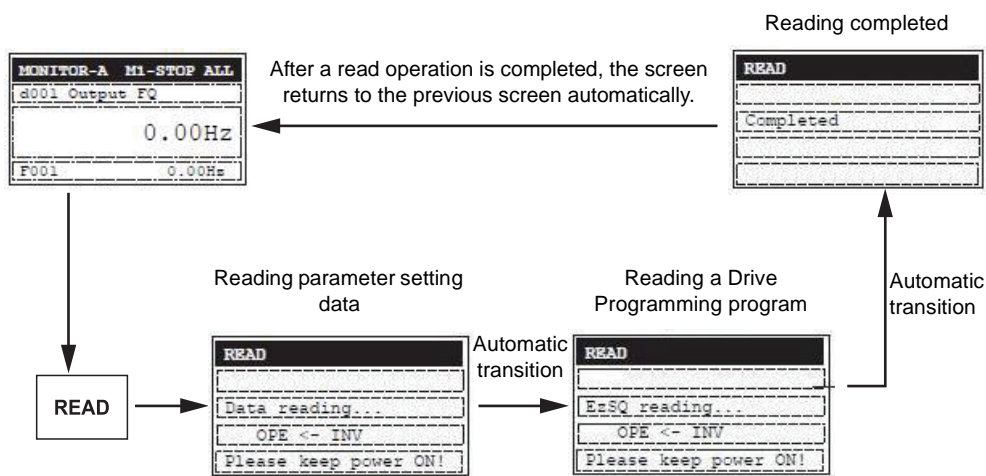 Reading completed
MONITOR-A M1-STOP ALL
d001 Output FQ
0.00Hz
F001 0.00Hz
After a read operation is completed, the screen
returns to the previous screen automatically.
READ
Completed
Reading parameter setting
data
Reading a Drive
Programming program
Automatic
transition
READ
READ
Data reading...
OPE <- INV
Please keep power ON!
Automatic
transition
READ
EzSQ reading...
OPE <- INV
Please keep power ON!